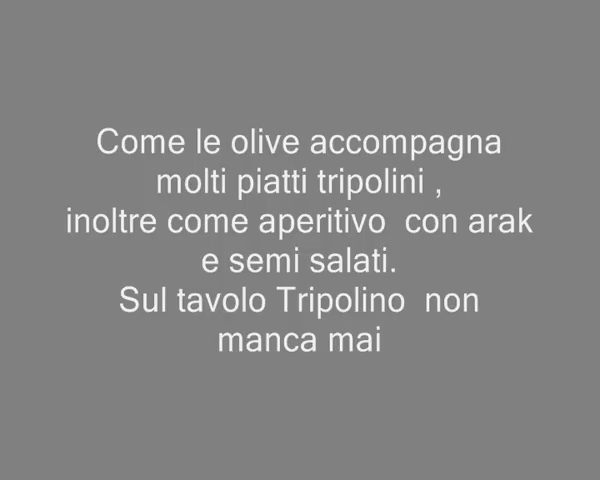 Come le olive accompagna
molti piatti tripolini ,
inoltre come aperitivo  con arak
e semi salati.
Sul tavolo Tripolino  non
manca mai